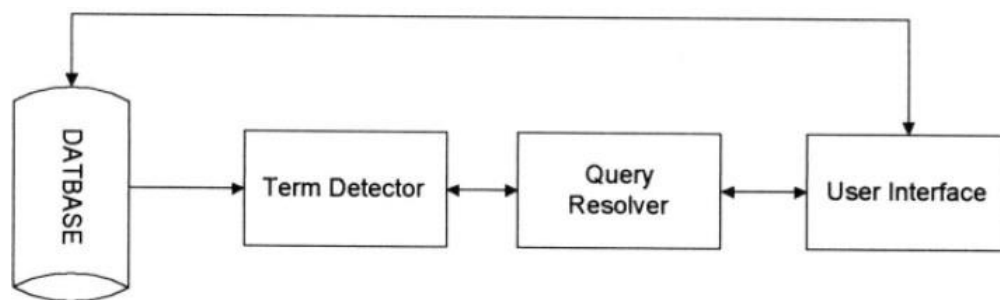 DATBASE
Term Detector
Query
Resolver
User Interface